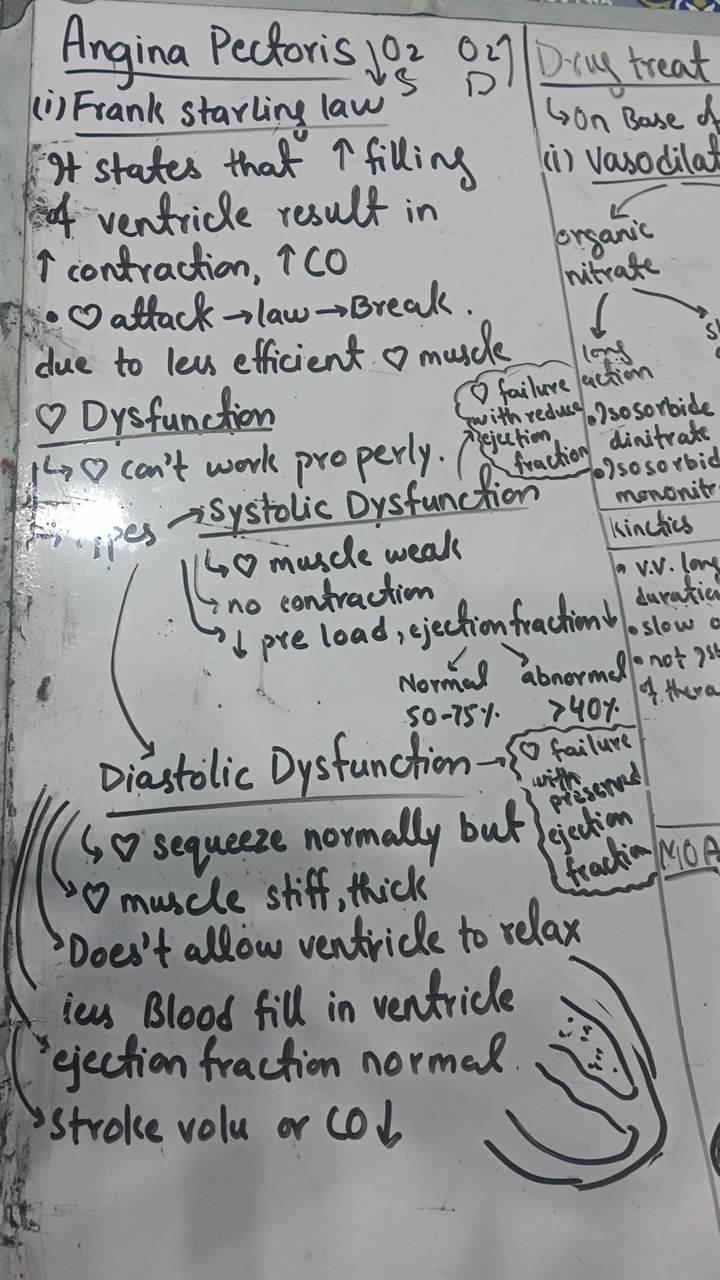 Angina Pectoris ↓O2 S O2↑ D
(i) Frank starling law
It states that ↑ filling
of ventricle result in
↑ contraction, ↑ CO
• ♡ attack → law → Break.
due to less efficient ♡ muscle
♡ Dysfunction
↳ ♡ can't work properly.
♡ failure
with reduce
ejection
fraction
→ Systolic Dysfunction
↳ ♡ muscle weak
↳ no contraction
↳ ↓ pre load, ejection fraction ↓
Normal abnormal
50-75% >40%
Diastolic Dysfunction →
♡ failure
with
preserved
ejection
fraction
↳ ♡ sequeeze normally but
↳ ♡ muscle stiff, thick
Does't allow ventricle to relax
Blood fill in ventricle
ejection fraction normal.
stroke volu or CO ↓
Drug treat
↳ On Base of
(i) Vasodilat
organic
nitrate
long
action
• Isosorbide
dinitrate
• Isosorbid
mononitr
Kinetics
• V.V. long
duratio
• slow o
• not
of thera
MOA